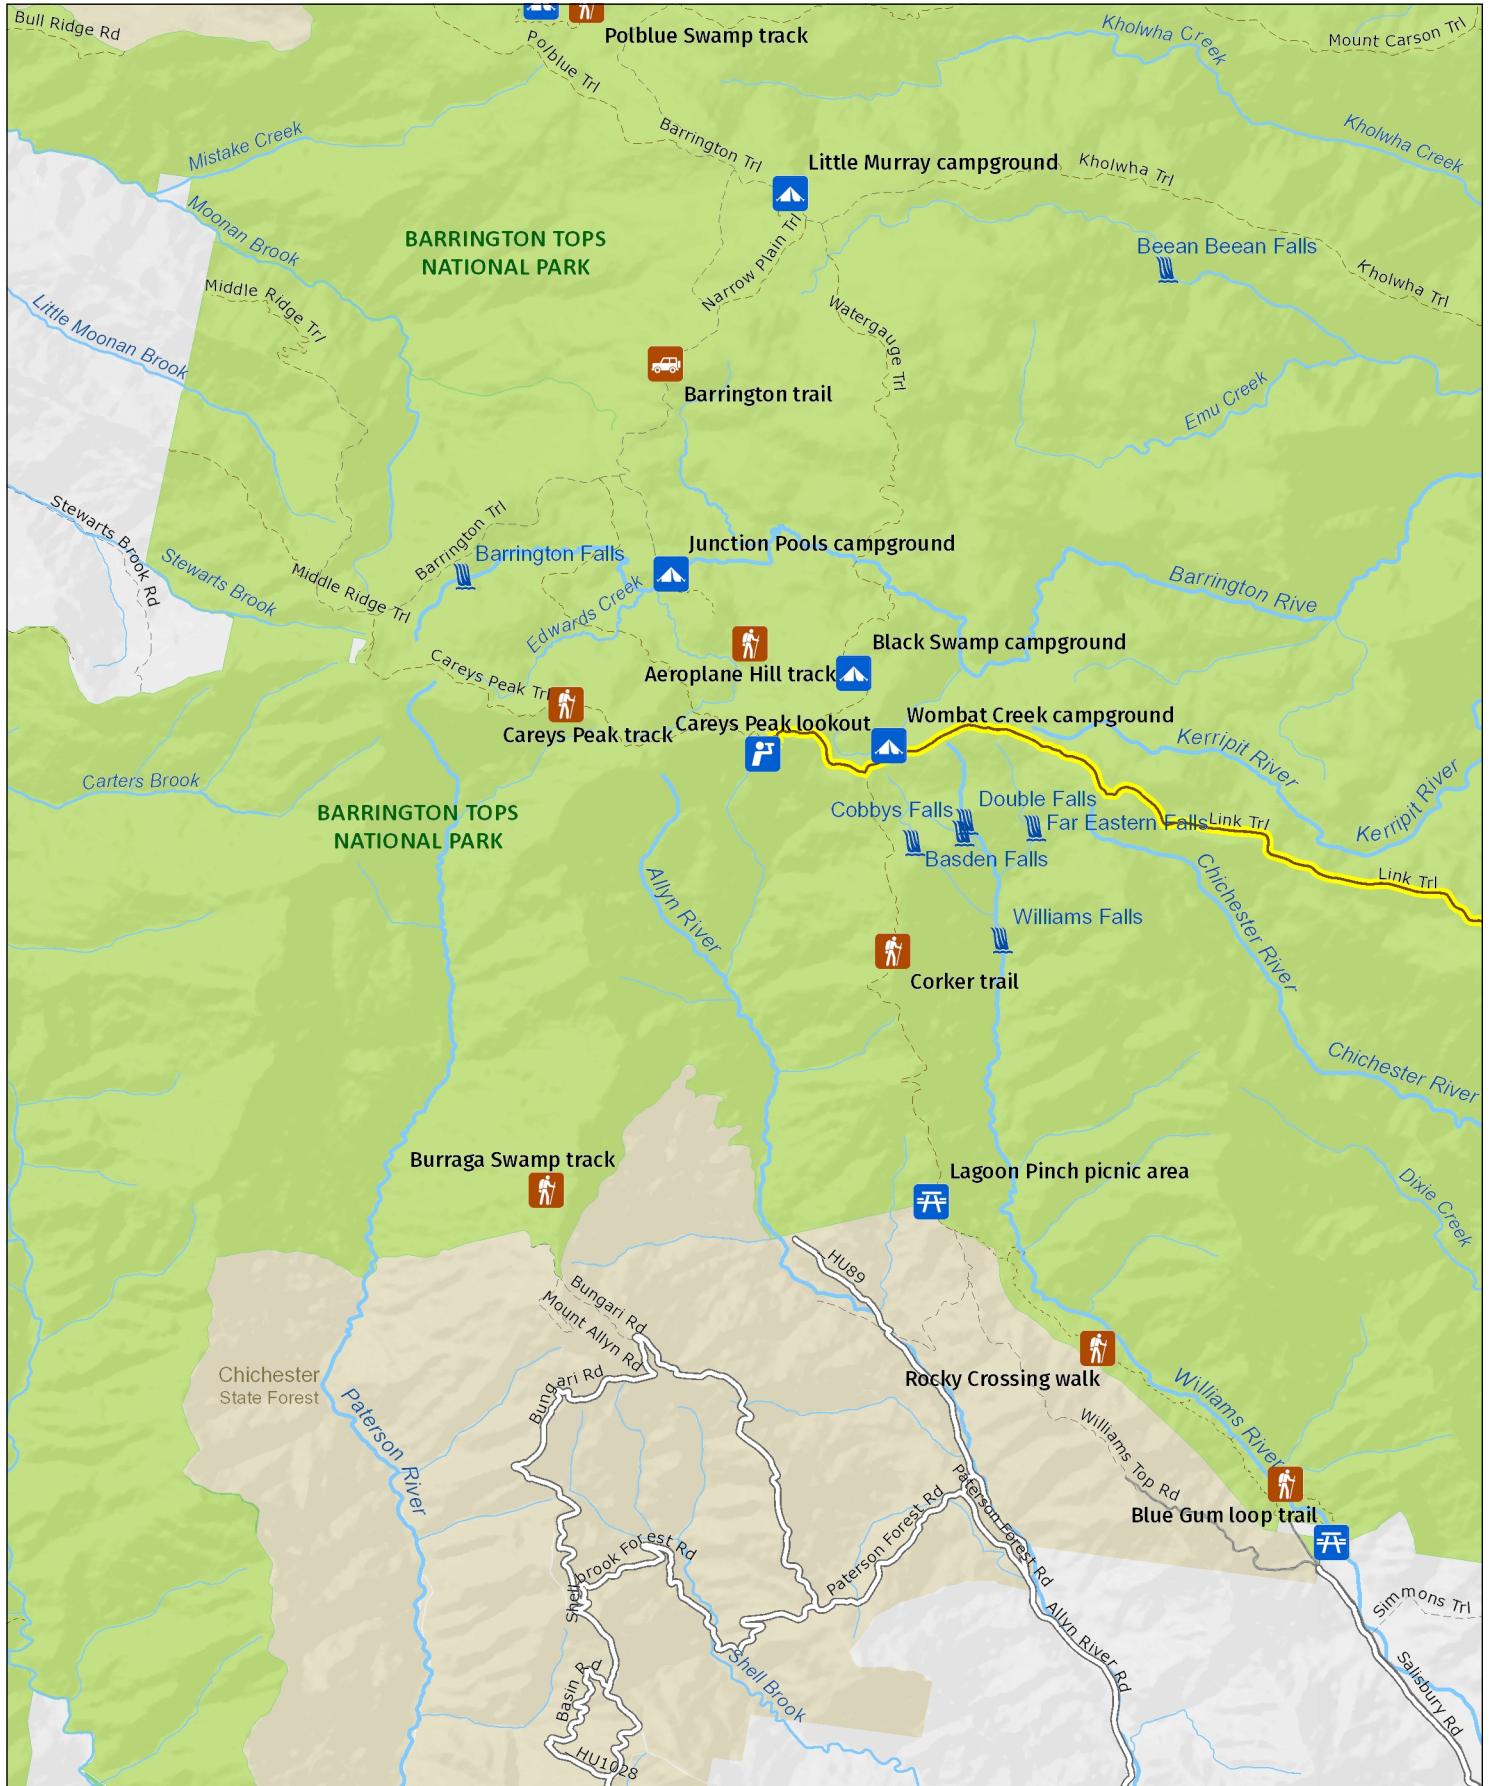 Bull Ridge Rd
Polblue Swamp track
Polblue Trl
Kholwha Creek
Mount Carson Trl
Mistake Creek
Barrington Trl
Little Murray campground
Kholwha Trl
Kholwha Creek
Moonan Brook
BARRINGTON TOPS
NATIONAL PARK
Narrow Plain Trl
Beean Beean Falls
Kholwha Trl
Middle Ridge Trl
Little Moonan Brook
Watergauge Trl
Barrington trail
Emu Creek
Stewarts Brook Rd
Barrington Trl
Barrington Falls
Junction Pools campground
Stewarts Brook
Middle Ridge Trl
Edwards Creek
Barrington Rive
Black Swamp campground
Aeroplane Hill track
Careys Peak Trl
Careys Peak track
Careys Peak lookout
Wombat Creek campground
Kerripit River
Kerripit River
Carters Brook
BARRINGTON TOPS
NATIONAL PARK
Cobbys Falls
Double Falls
Far Eastern Falls
Link Trl
Basden Falls
Link Trl
Allyn River
Chichester River
Williams Falls
Corker trail
Chichester River
Burraga Swamp track
Lagoon Pinch picnic area
Dixie Creek
HU89
Bungari Rd
Mount Allyn Rd
Chichester
State Forest
Bungari Rd
Paterson River
Rocky Crossing walk
Williams River
Williams Top Rd
Blue Gum loop trail
Paterson Forest Rd
Paterson Forest Rd
Shellbrook Forest Rd
Simmons Trl
Allyn River Rd
Salisbury Rd
Shell Brook
Basin Rd
HU1028